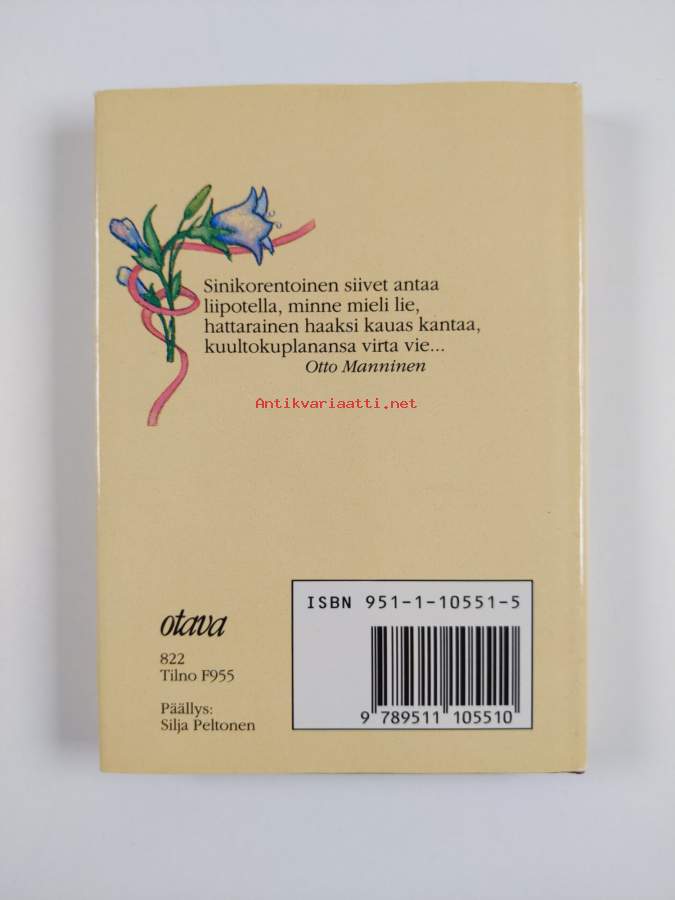 Sinikorentoinen siivet antaa
liipotella, minne mieli lie,
hattarainen haaksi kauas kantaa,
kuultokuplanansa virta vie...
Otto Manninen
Antikvariaatti.net
ISBN 951-1-10551-5
9 789511 105510
otava
822
Tilno F955
Päällys:
Silja Peltonen